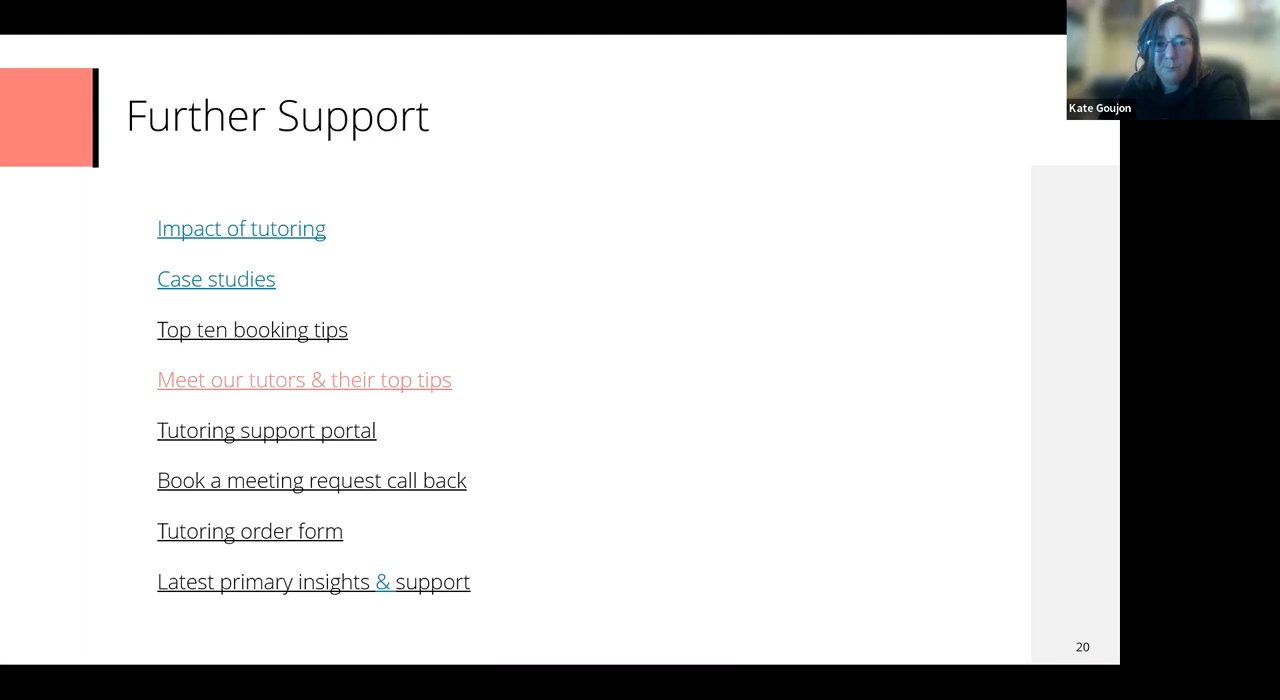 Kate Goujon
Further Support
Impact of tutoring
Case studies
Top ten booking tips
Meet our tutors & their top tips
Tutoring support portal
Book a meeting request call back
Tutoring order form
Latest primary insights & support
20